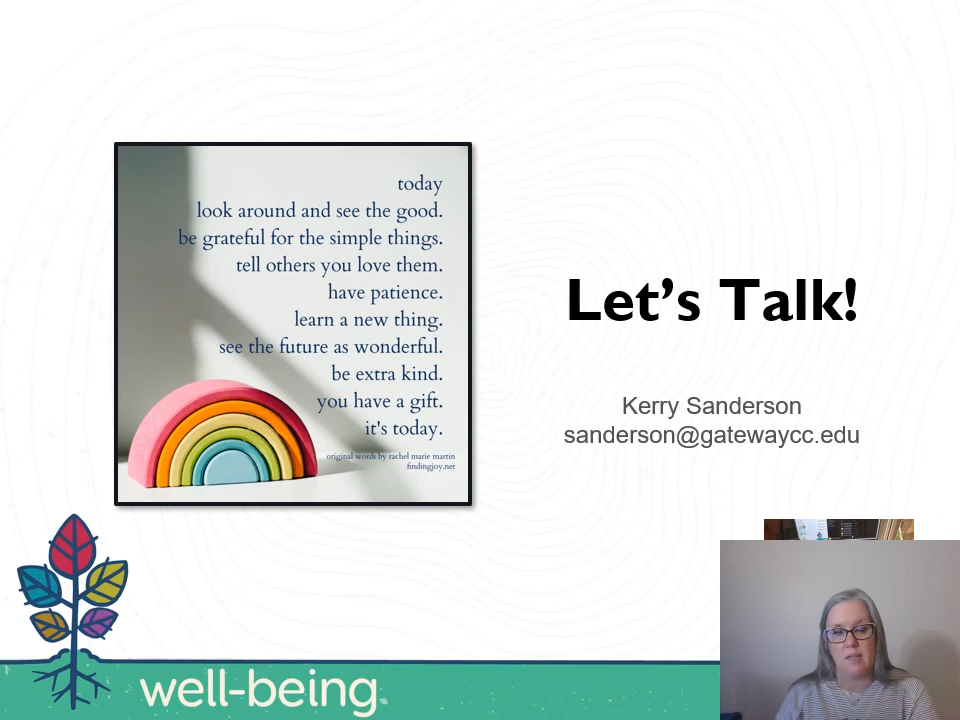 today
look around and see the good.
be grateful for the simple things.
tell others you love them.
have patience.
learn a new thing.
see the future as wonderful.
be extra kind.
you have a gift.
it's today.
original words by rachel marie martin
findingjoy.net
Let's Talk!
Kerry Sanderson
sanderson@gatewaycc.edu
well-being